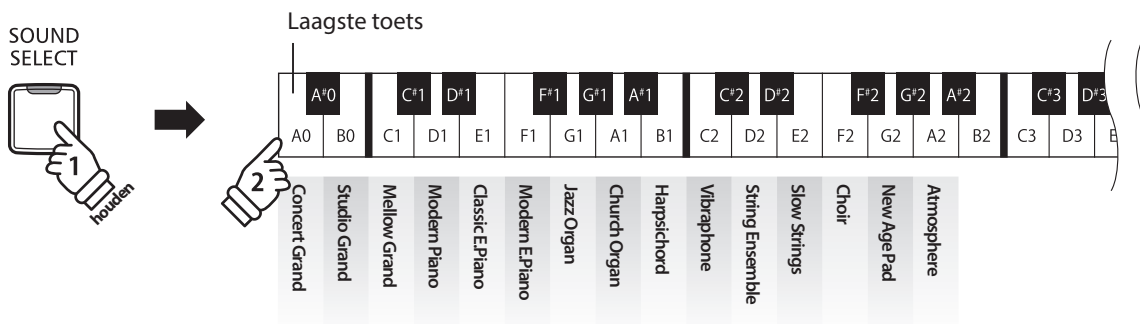 Laagste toets
SOUND
SELECT
1
houden
2
A#0 C#1 D#1 F#1 G#1 A#1 C#2 D#2 F#2 G#2 A#2 C#3 D#3
A0 B0 C1 D1 E1 F1 G1 A1 B1 C2 D2 E2 F2 G2 A2 B2 C3 D3 E
Concert Grand
Studio Grand
Mellow Grand
Modern Piano
Classic E.Piano
Modern E.Piano
Jazz Organ
Church Organ
Harpsichord
Vibraphone
String Ensemble
Slow Strings
Choir
New Age Pad
Atmosphere